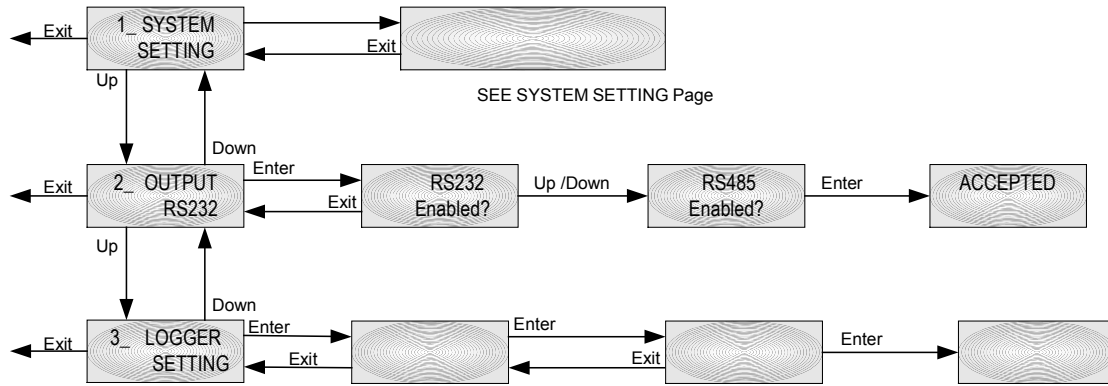 Exit
1_ SYSTEM
SETTING
Exit
SEE SYSTEM SETTING Page
Up
Down
Exit
2_ OUTPUT
RS232
Enter
Exit
RS232
Enabled?
Up /Down
RS485
Enabled?
Enter
ACCEPTED
Up
Down
Exit
3_ LOGGER
SETTING
Enter
Exit
Enter
Exit
Enter